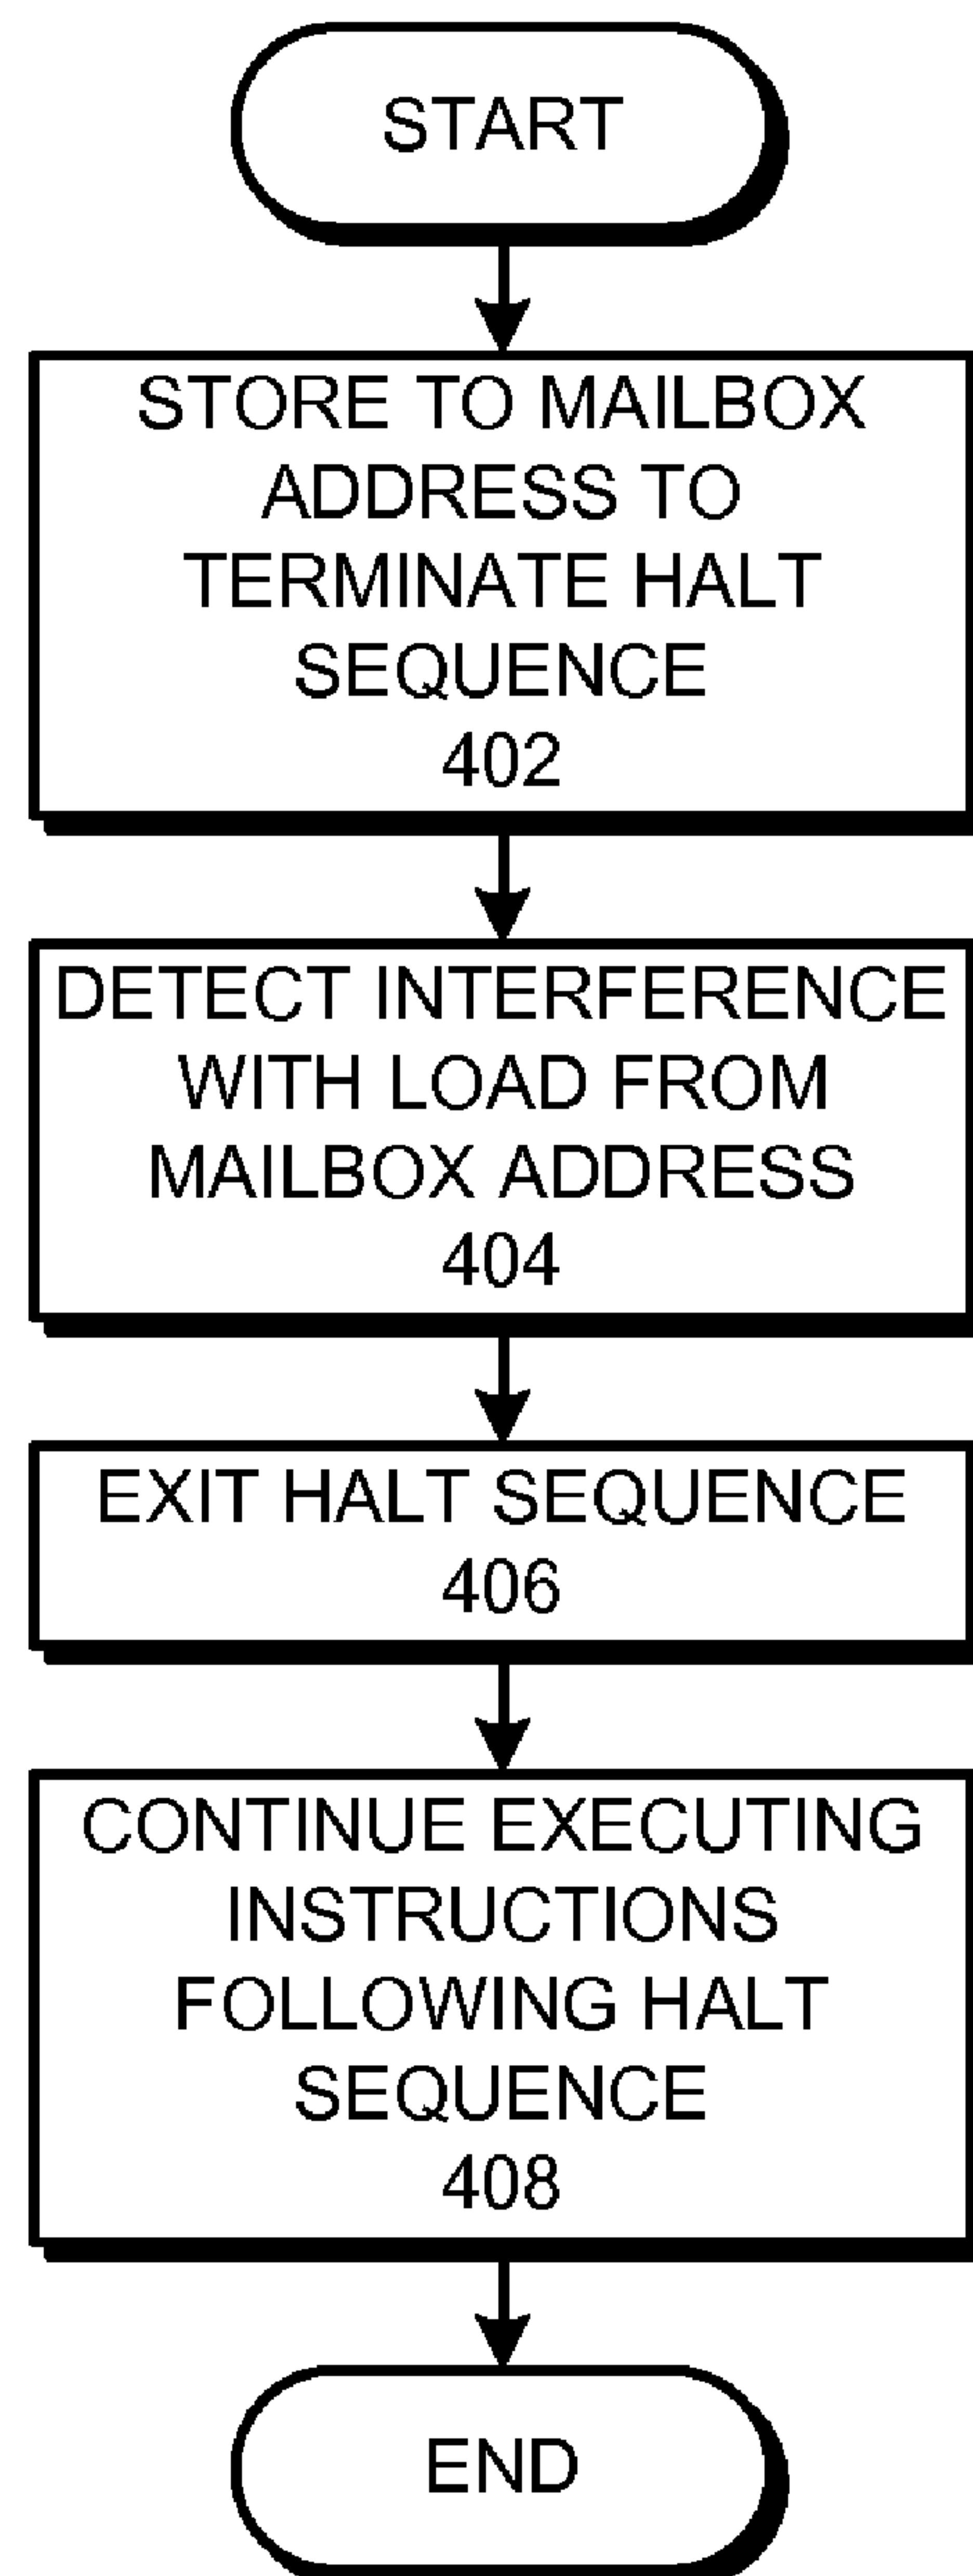 START
STORE TO MAILBOX
ADDRESS TO
TERMINATE HALT
SEQUENCE
402
DETECT INTERFERENCE
WITH LOAD FROM
MAILBOX ADDRESS
404
EXIT HALT SEQUENCE
406
CONTINUE EXECUTING
INSTRUCTIONS
FOLLOWING HALT
SEQUENCE
408
END